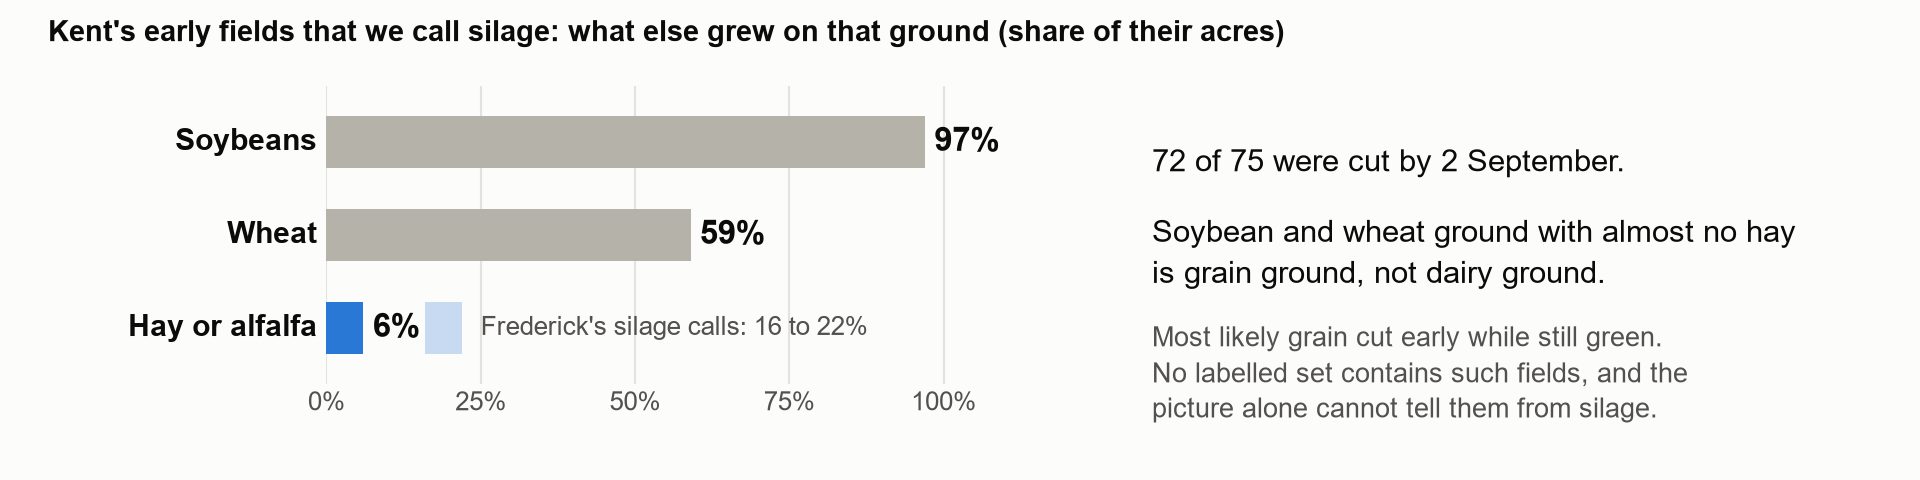 Kent's early fields that we call silage: what else grew on that ground (share of their acres)
Soybeans
97%
Wheat
59%
Hay or alfalfa
6%
Frederick's silage calls: 16 to 22%
0%
25%
50%
75%
100%
72 of 75 were cut by 2 September.
Soybean and wheat ground with almost no hay
is grain ground, not dairy ground.
Most likely grain cut early while still green.
No labelled set contains such fields, and the
picture alone cannot tell them from silage.